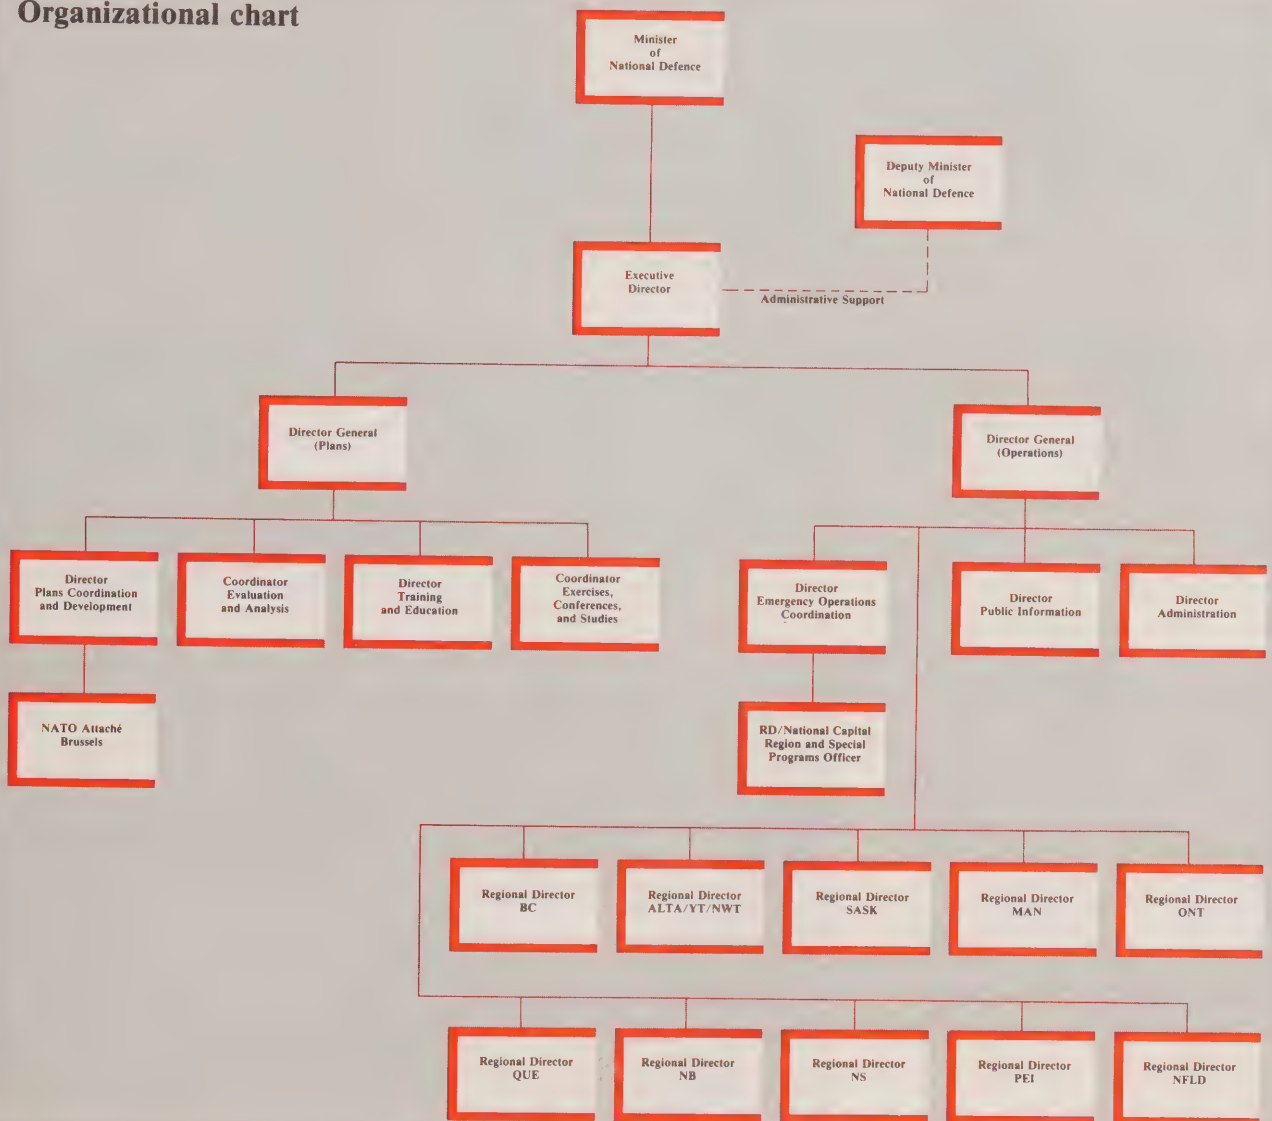 Organizational chart
Minister
of
National Defence
Deputy Minister
of
National Defence
Executive
Director
Administrative Support
Director General
(Plans)
Director General
(Operations)
Director
Plans Coordination
and Development
Coordinator
Evaluation
and Analysis
Director
Training
and Education
Coordinator
Exercises,
Conferences,
and Studies
Director
Emergency Operations
Coordination
Director
Public Information
Director
Administration
NATO Attaché
Brussels
RD/National Capital
Region and Special
Programs Officer
Regional Director
BC
Regional Director
ALTA/YT/NWT
Regional Director
SASK
Regional Director
MAN
Regional Director
ONT
Regional Director
QUE
Regional Director
NB
Regional Director
NS
Regional Director
PEI
Regional Director
NFLD